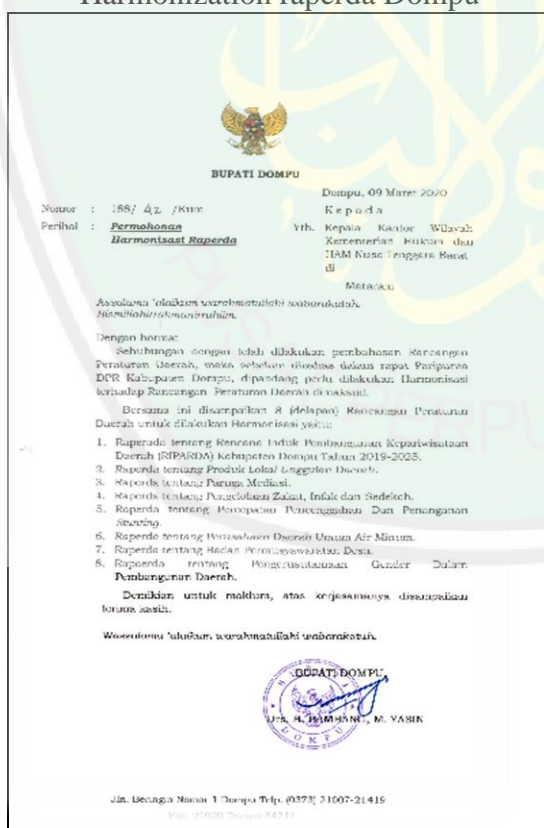 Harmonization raperda Dompu
BUPATI DOMPU
Dompu, 09 Maret 2020
Nomor : 188/ /Kum
Perihal : Permohonan
Harmonisasi Raperda
Kepada
Yth. Kepala Kantor Wilayah
Kementerian Hukum dan
HAM Nusa Tenggara Barat
di
Mataram
Assalamu 'alaikum warahmatullahi wabarakatuh.
Bismillahirrahmanirrahim.
Dengan hormat
Sehubungan dengan telah dilakukan pembahasan Rancangan
Peraturan Daerah, maka sebelum dibahas dalam rapat Paripurna
DPR Kabupaten Dompu, dipandang perlu dilakukan Harmonisasi
terhadap Rancangan Peraturan Daerah dimaksud.
Bersama ini disampaikan 8 (delapan) Rancangan Peraturan
Daerah untuk dilakukan Harmonisasi yaitu:
1. Raperada tentang Rencana Induk Pembangunan Kepariwisataan
Daerah (RIPARDA) Kabupaten Dompu Tahun 2019-2025.
2. Raperda tentang Produk Lokal Unggulan Daerah.
3. Raperda tentang Paruga Mediasi.
4. Raperda tentang Pengelolaan Zakat, Infak dan Sedekah.
5. Raperda tentang Percepatan Pencenggahan Dan Penanganan
Stunting.
6. Raperda tentang Perusahaan Daerah Umum Air Minum.
7. Raperda tentang Badan Permusyawaratan Desa.
8. Rapaerda tentang Pengarusutamaan Gender Dalam
Pembangunan Daerah.
Demikian untuk maklum, atas kerjasamanya disampaikan
terima kasih.
Wassalamu 'alaikum warahmatullahi wabarakatuh.
BUPATI DOMPU,
Drs. H. BAMBANG, M. YASIN
DOMPU
Jln. Beringin Nomor 1 Dompu Telp. (0373) 21007-21419